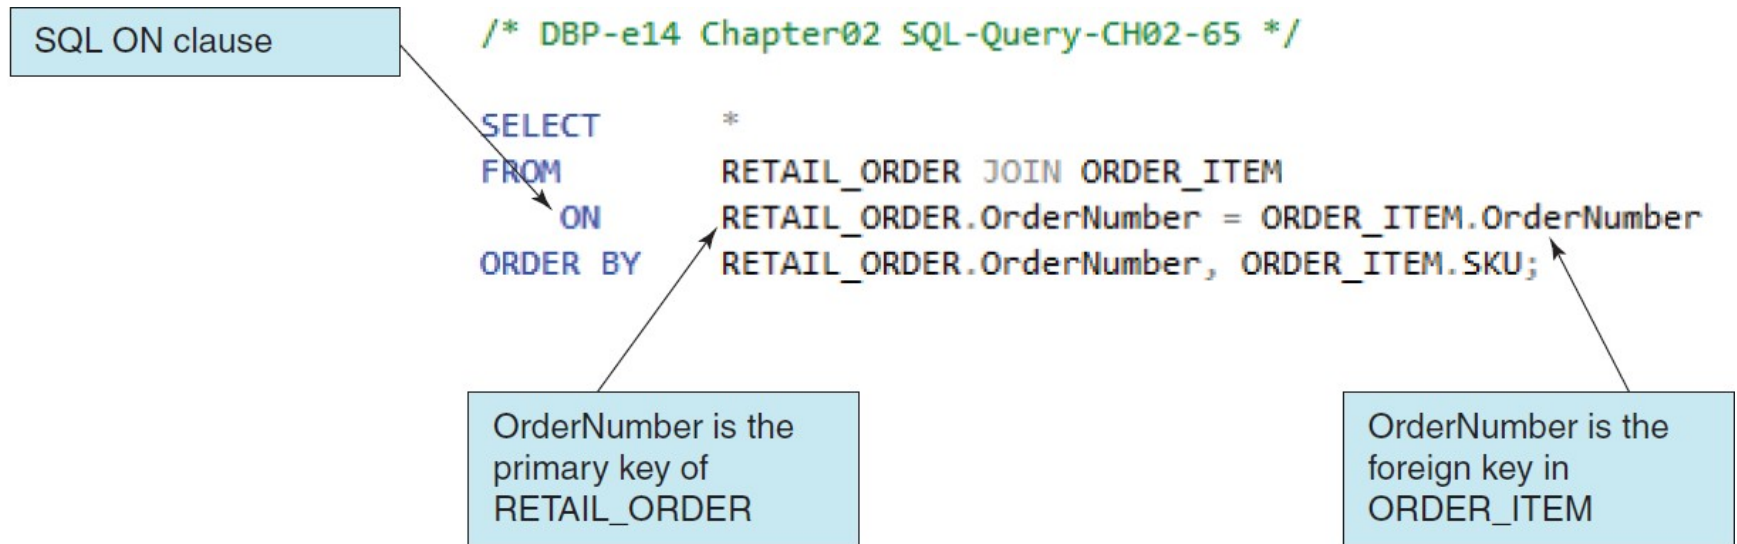 SQL ON clause
/* DBP-e14 Chapter02 SQL-Query-CH02-65 */
SELECT *
FROM RETAIL_ORDER JOIN ORDER_ITEM
ON RETAIL_ORDER.OrderNumber = ORDER_ITEM.OrderNumber
ORDER BY RETAIL_ORDER.OrderNumber, ORDER_ITEM.SKU;
OrderNumber is the
primary key of
RETAIL_ORDER
OrderNumber is the
foreign key in
ORDER_ITEM